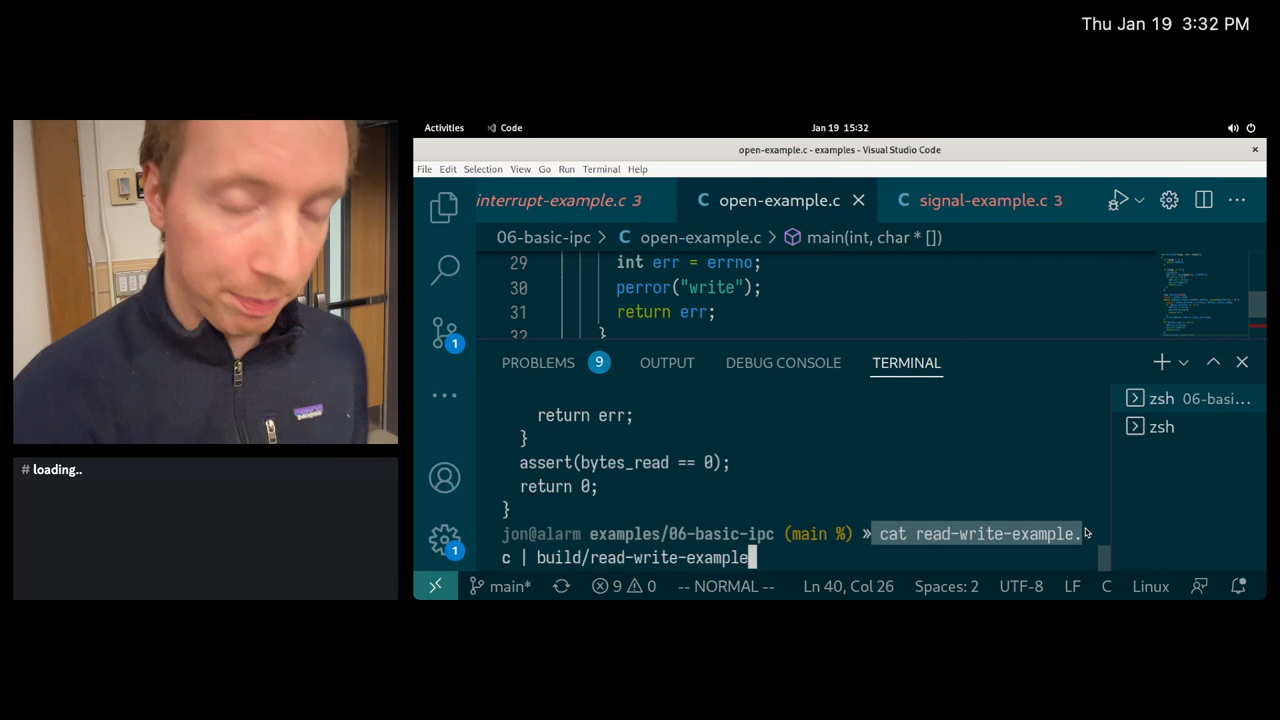 Thu Jan 19 3:32 PM
Activities Code Jan 19 15:32
open-example.c - examples - Visual Studio Code
File Edit Selection View Go Run Terminal Help
interrupt-example.c 3 open-example.c signal-example.c 3
06-basic-ipc > open-example.c > main(int, char * [])
29 int err = errno;
30 perror("write");
31 return err;
32 }
PROBLEMS 9 OUTPUT DEBUG CONSOLE TERMINAL
zsh 06-basi...
zsh
return err;
}
assert(bytes_read == 0);
return 0;
}
jon@alarm examples/06-basic-ipc (main %) » cat read-write-example.
c | build/read-write-example
1
1
main* 9 0 -- NORMAL -- Ln 40, Col 26 Spaces: 2 UTF-8 LF C Linux
# loading..
patagonia